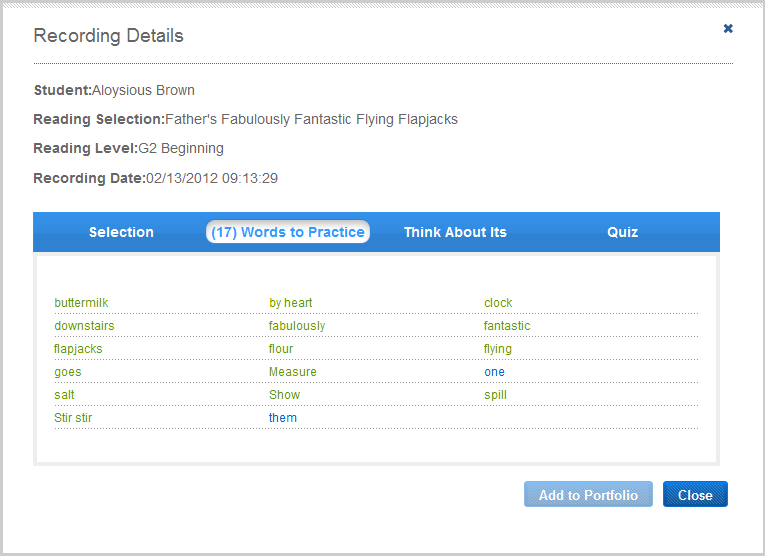 Recording Details
Student:Aloysious Brown
Reading Selection:Father's Fabulously Fantastic Flying Flapjacks
Reading Level:G2 Beginning
Recording Date:02/13/2012 09:13:29
Selection (17) Words to Practice Think About Its Quiz
buttermilk by heart clock
downstairs fabulously fantastic
flapjacks flour flying
goes Measure one
salt Show spill
Stir stir them
Add to Portfolio Close